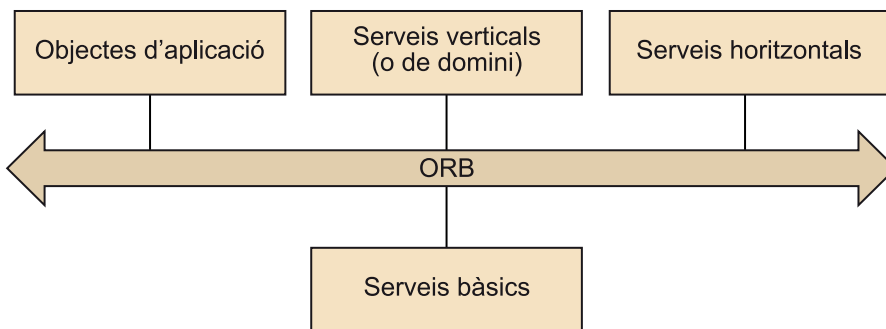 Objectes d’aplicació
Serveis verticals
(o de domini)
Serveis horitzontals
ORB
Serveis bàsics